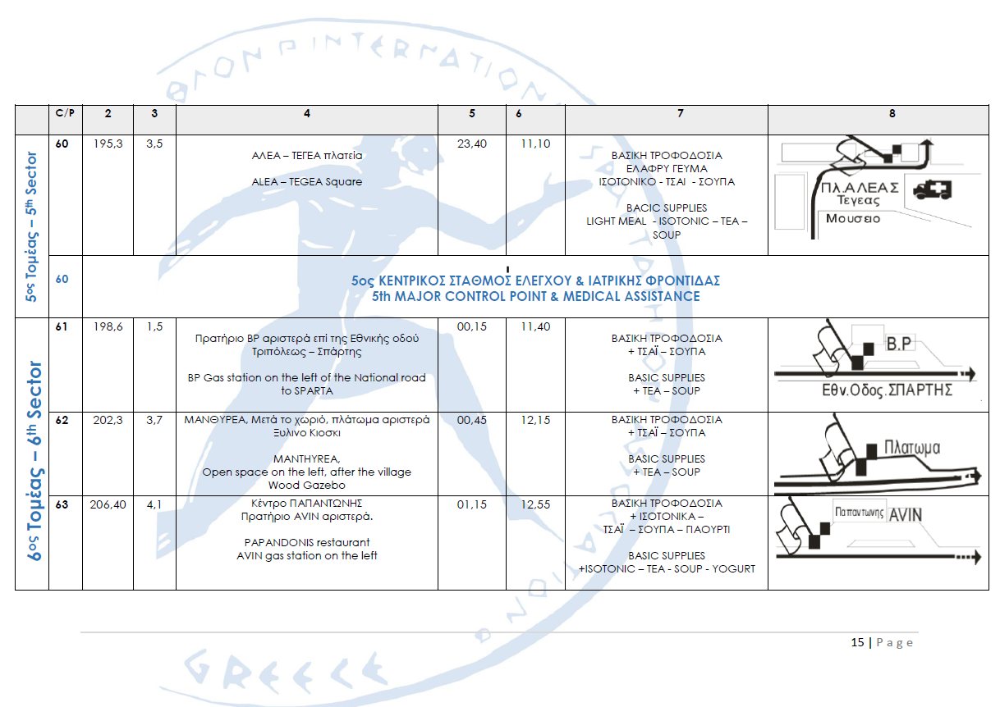 ΘΛΟΝ INTERNATIONAL SPARTATHLON ASSOCIATION
C/P 2 3 4 5 6 7 8
5ος Τομέας – 5th Sector
60 195,3 3,5 23,40 11,10
ΑΛΕΑ – ΤΕΓΕΑ πλατεία
ALEA – TEGEA Square
ΒΑΣΙΚΗ ΤΡΟΦΟΔΟΣΙΑ
ΕΛΑΦΡΥ ΓΕΥΜΑ
ΙΣΟΤΟΝΙΚΟ - ΤΣΑΙ - ΣΟΥΠΑ
BACIC SUPPLIES
LIGHT MEAL - ISOTONIC – TEA –
SOUP
Πλ.ΑΛΕΑΣ
Τεγεας
Μουσειο
60
5ος ΚΕΝΤΡΙΚΟΣ ΣΤΑΘΜΟΣ ΕΛΕΓΧΟΥ & ΙΑΤΡΙΚΗΣ ΦΡΟΝΤΙΔΑΣ
5th MAJOR CONTROL POINT & MEDICAL ASSISTANCE
6ος Τομέας – 6th Sector
61 198,6 1,5 00,15 11,40
Πρατήριο BP αριστερά επί της Εθνικής οδού
Τριπόλεως – Σπάρτης
BP Gas station on the left of the National road
to SPARTA
ΒΑΣΙΚΗ ΤΡΟΦΟΔΟΣΙΑ
+ ΤΣΑΪ – ΣΟΥΠΑ
BASIC SUPPLIES
+ TEA – SOUP
B.P
Εθν.Οδος.ΣΠΑΡΤΗΣ
62 202,3 3,7 00,45 12,15
ΜΑΝΘΥΡΕΑ, Μετά το χωριό, πλάτωμα αριστερά
Ξυλινο Κιοσκι
MANTHYREA,
Open space on the left, after the village
Wood Gazebo
ΒΑΣΙΚΗ ΤΡΟΦΟΔΟΣΙΑ
+ ΤΣΑΪ – ΣΟΥΠΑ
BASIC SUPPLIES
+ TEA – SOUP
Πλατωμα
63 206,40 4,1 01,15 12,55
Κέντρο ΠΑΠΑΝΤΩΝΗΣ
Πρατήριο AVIN αριστερά.
PAPANDONIS restaurant
AVIN gas station on the left
ΒΑΣΙΚΗ ΤΡΟΦΟΔΟΣΙΑ
+ ΙΣΟΤΟΝΙΚΑ –
ΤΣΑΪ – ΣΟΥΠΑ – ΓΙΑΟΥΡΤΙ
BASIC SUPPLIES
+ISOTONIC – TEA - SOUP - YOGURT
Παπαντωνης AVIN
GREECE
15 | Page